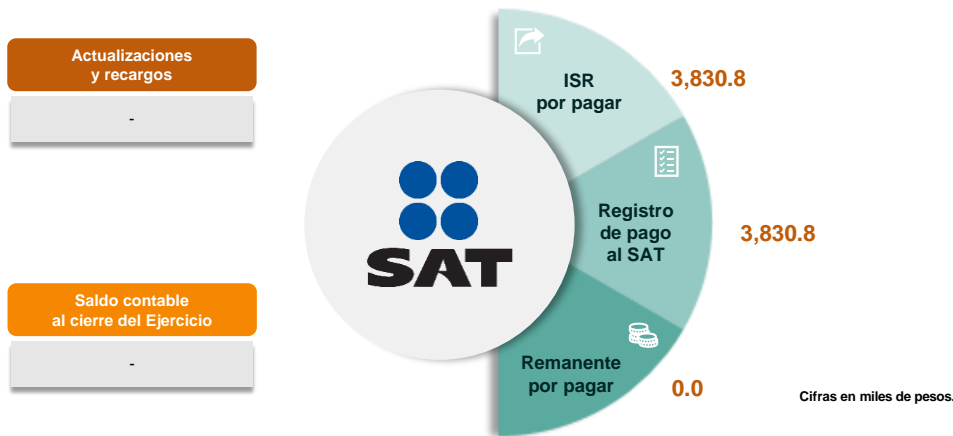 Actualizaciones
y recargos
-
Saldo contable
al cierre del Ejercicio
-
SAT
ISR
por pagar
3,830.8
Registro
de pago
al SAT
3,830.8
Remanente
por pagar
0.0
Cifras en miles de pesos.